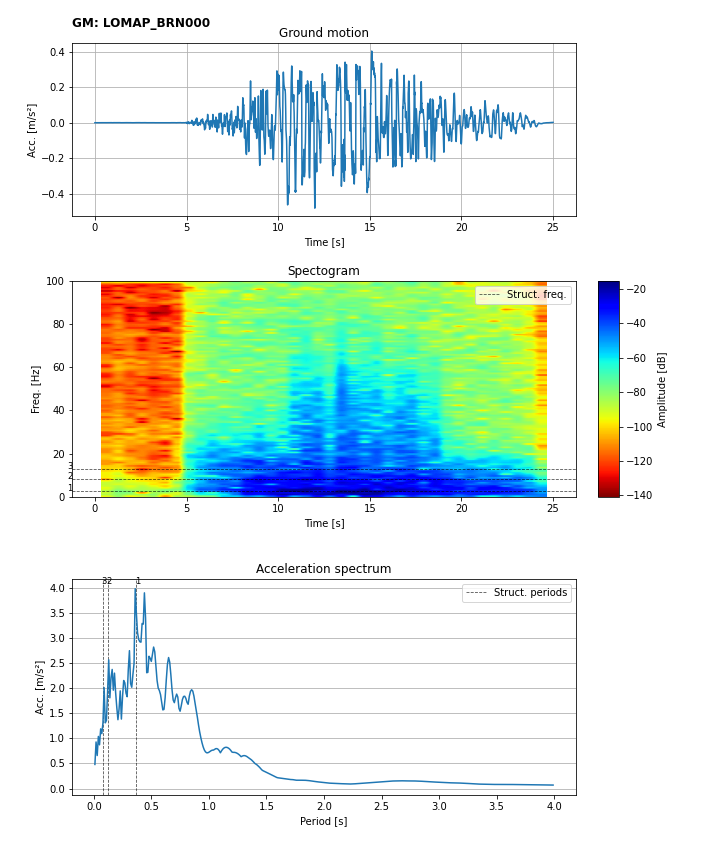 GM: LOMAP_BRN000
Ground motion
Acc. [m/s²]
0.4
0.2
0.0
−0.2
−0.4
0 5 10 15 20 25
Time [s]
Spectogram
Struct. freq.
Freq. [Hz]
100
80
60
40
20
0
3
2
1
0 5 10 15 20 25
Time [s]
−20
−40
−60
−80
−100
−120
−140
Amplitude [dB]
Acceleration spectrum
3 2 1
Struct. periods
Acc. [m/s²]
4.0
3.5
3.0
2.5
2.0
1.5
1.0
0.5
0.0
0.0 0.5 1.0 1.5 2.0 2.5 3.0 3.5 4.0
Period [s]